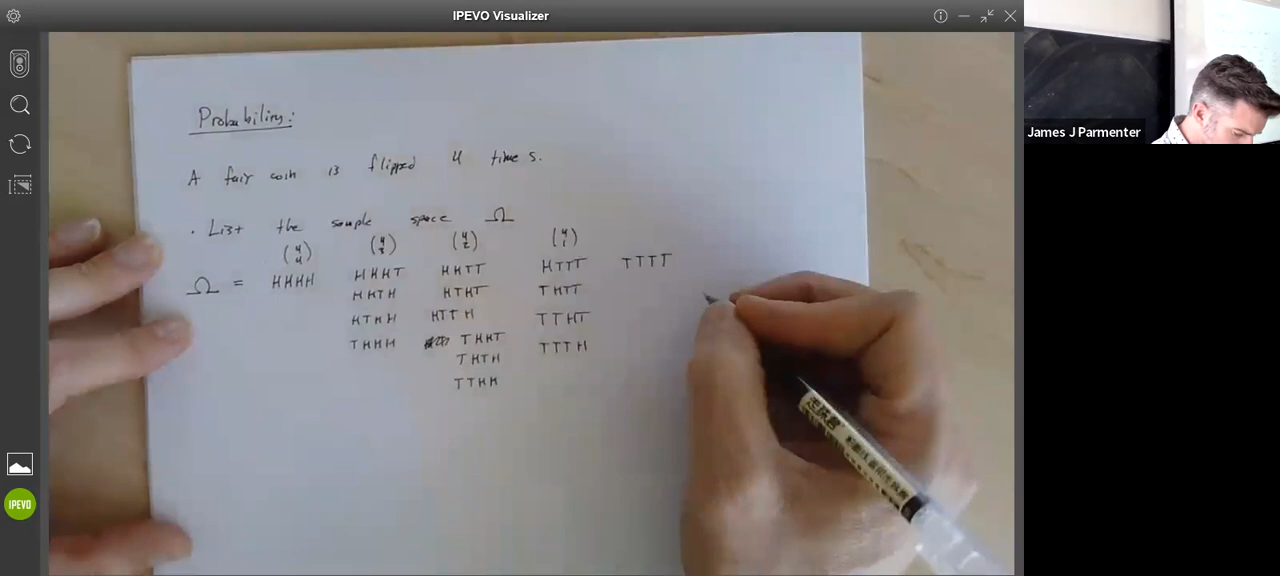 IPEVO Visualizer
James J Parmenter
Probability:
A fair coin is flipped 4 times.
• List the sample space Ω
(4 4) (4 3) (4 2) (4 1)
Ω = HHHH HHHT HHTT HTTT TTTT
HHTH HTHT THTT
HTHH HTTH TTHT
THHH THHT TTTH
THTH
TTHH
IPEVO